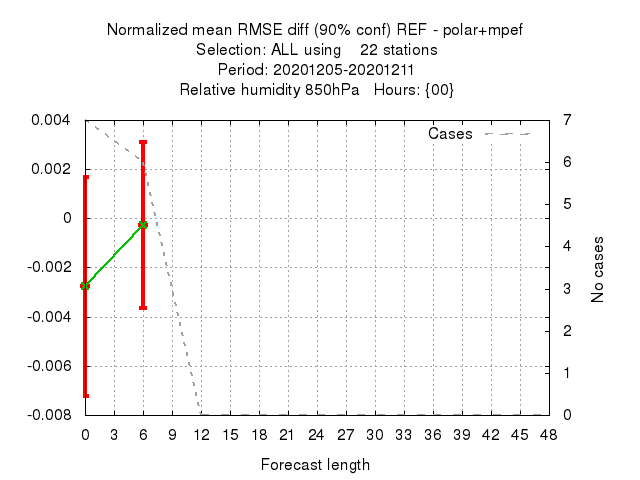 Normalized mean RMSE diff (90% conf) REF - polar+mpef
Selection: ALL using    22 stations
Period: 20201205-20201211
Relative humidity 850hPa   Hours: {00}
Cases
0.004
0.002
0
-0.002
-0.004
-0.006
-0.008
7
6
5
4
3
2
1
0
No cases
0 3 6 9 12 15 18 21 24 27 30 33 36 39 42 45 48
Forecast length